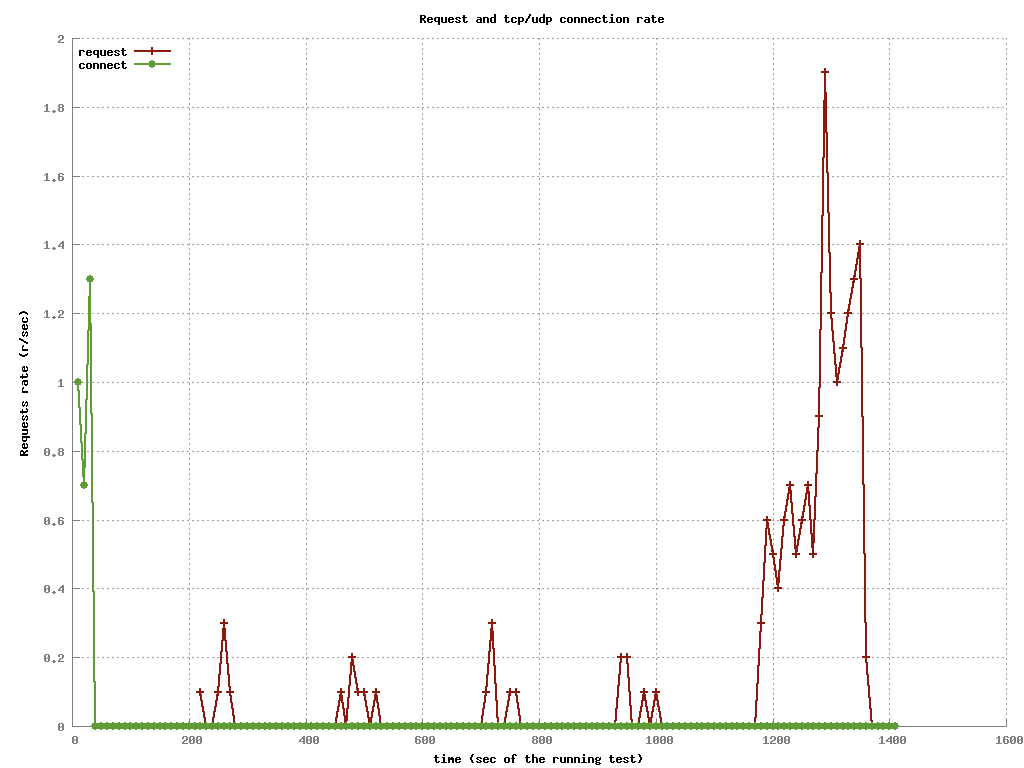 Request and tcp/udp connection rate
request
connect
2
1.8
1.6
1.4
1.2
1
0.8
0.6
0.4
0.2
0
Requests rate (r/sec)
0 200 400 600 800 1000 1200 1400 1600
time (sec of the running test)